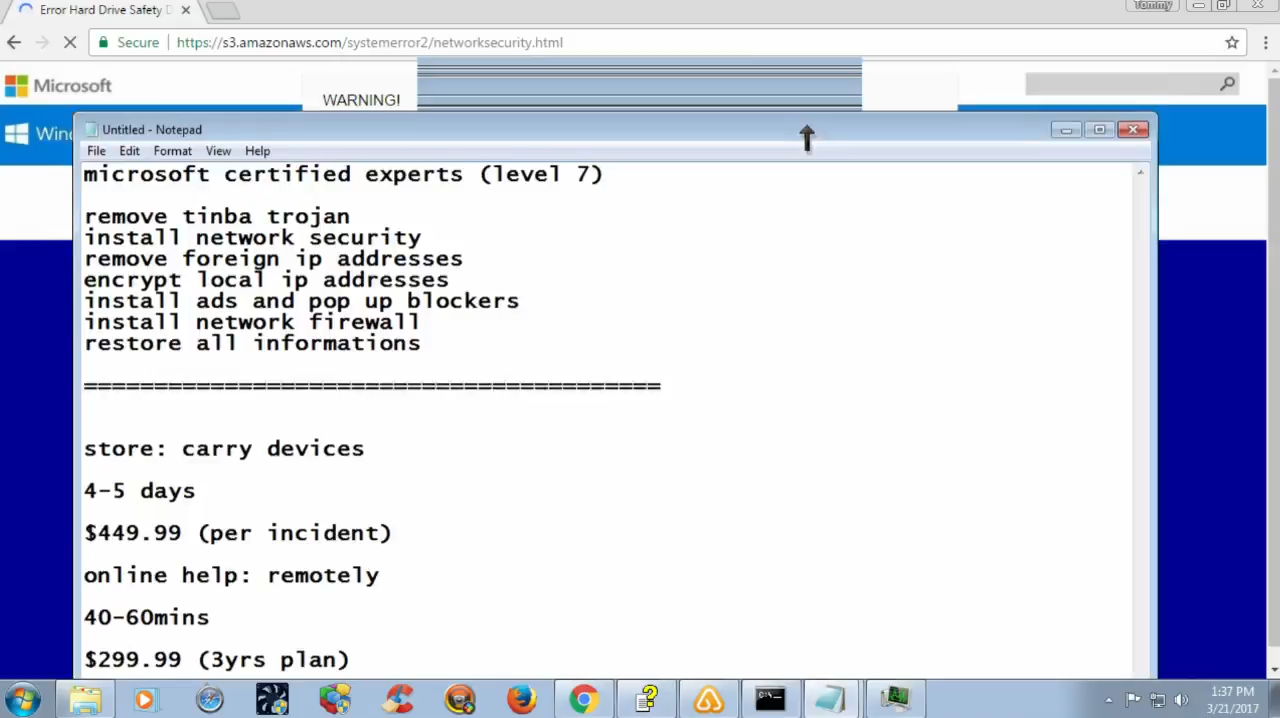 Error Hard Drive Safety D
Tommy
Secure
https://s3.amazonaws.com/systemerror2/networksecurity.html
Microsoft
WARNING!
Wind
Untitled - Notepad
File Edit Format View Help
microsoft certified experts (level 7)
remove tinba trojan
install network security
remove foreign ip addresses
encrypt local ip addresses
install ads and pop up blockers
install network firewall
restore all informations
=========================================
store: carry devices
4-5 days
$449.99 (per incident)
online help: remotely
40-60mins
$299.99 (3yrs plan)
1:37 PM
3/21/2017